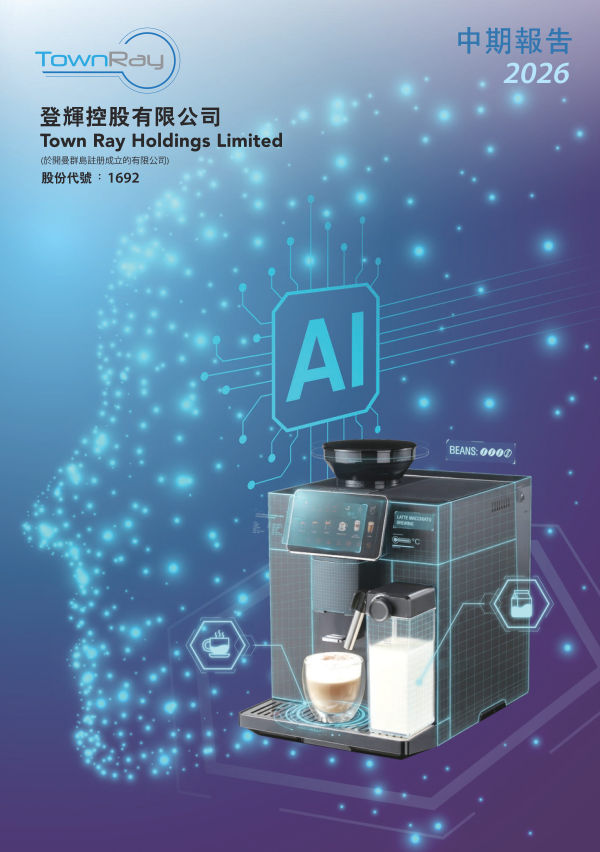 TownRay
中期報告
2026
登輝控股有限公司
Town Ray Holdings Limited
(於開曼群島註册成立的有限公司)
股份代號：1692
AI
BEANS:
LATTE MACCHIATO
BREWING
°C